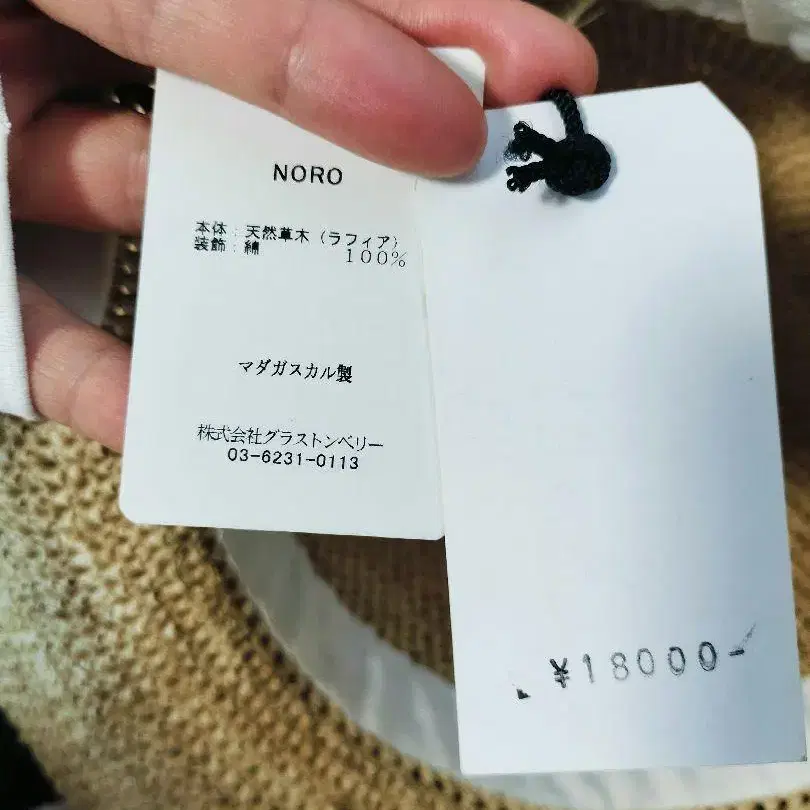 NORO
本体：天然草木（ラフィア）
装飾：綿　　　　　100％
マダガスカル製
株式会社グラストンベリー
03-6231-0113
¥18000-